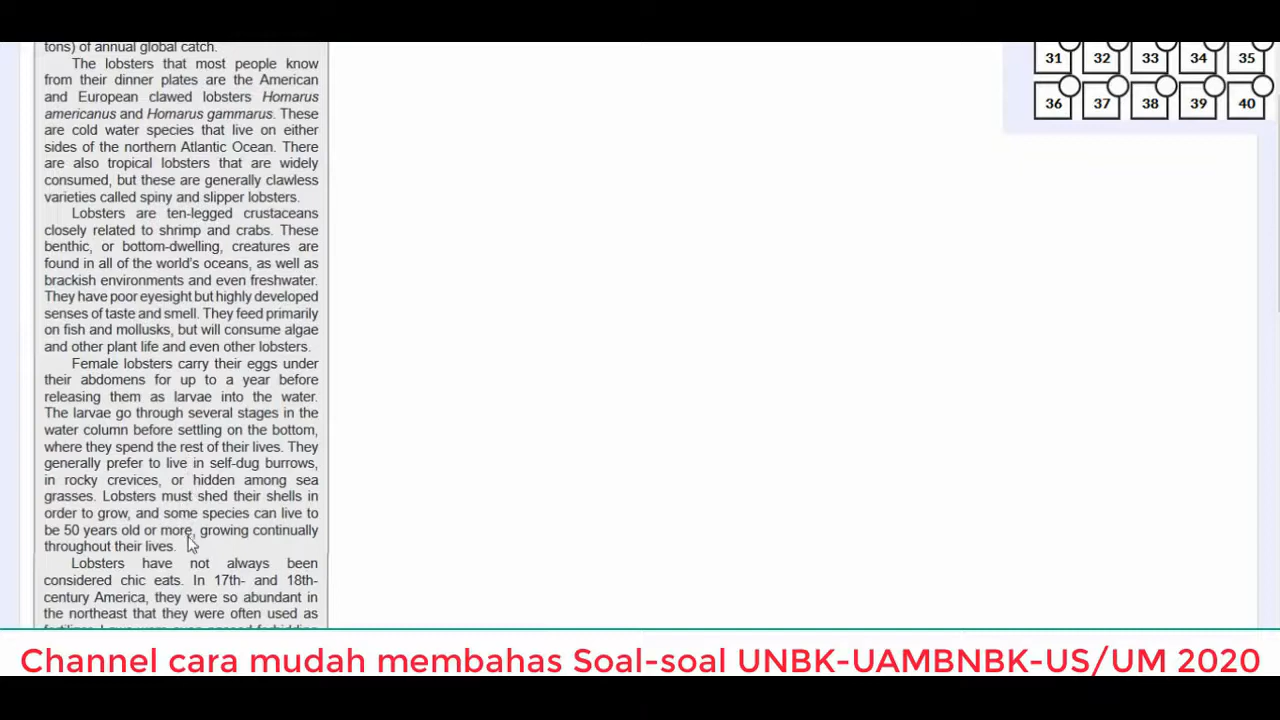 tons) of annual global catch.
The lobsters that most people know
from their dinner plates are the American
and European clawed lobsters Homarus
americanus and Homarus gammarus. These
are cold water species that live on either
sides of the northern Atlantic Ocean. There
are also tropical lobsters that are widely
consumed, but these are generally clawless
varieties called spiny and slipper lobsters.
Lobsters are ten-legged crustaceans
closely related to shrimp and crabs. These
benthic, or bottom-dwelling, creatures are
found in all of the world's oceans, as well as
brackish environments and even freshwater.
They have poor eyesight but highly developed
senses of taste and smell. They feed primarily
on fish and mollusks, but will consume algae
and other plant life and even other lobsters.
Female lobsters carry their eggs under
their abdomens for up to a year before
releasing them as larvae into the water.
The larvae go through several stages in the
water column before settling on the bottom,
where they spend the rest of their lives. They
generally prefer to live in self-dug burrows,
in rocky crevices, or hidden among sea
grasses. Lobsters must shed their shells in
order to grow, and some species can live to
be 50 years old or more, growing continually
throughout their lives.
Lobsters have not always been
considered chic eats. In 17th- and 18th-
century America, they were so abundant in
the northeast that they were often used as
31 32 33 34 35
36 37 38 39 40
Channel cara mudah membahas Soal-soal UNBK-UAMBNBK-US/UM 2020